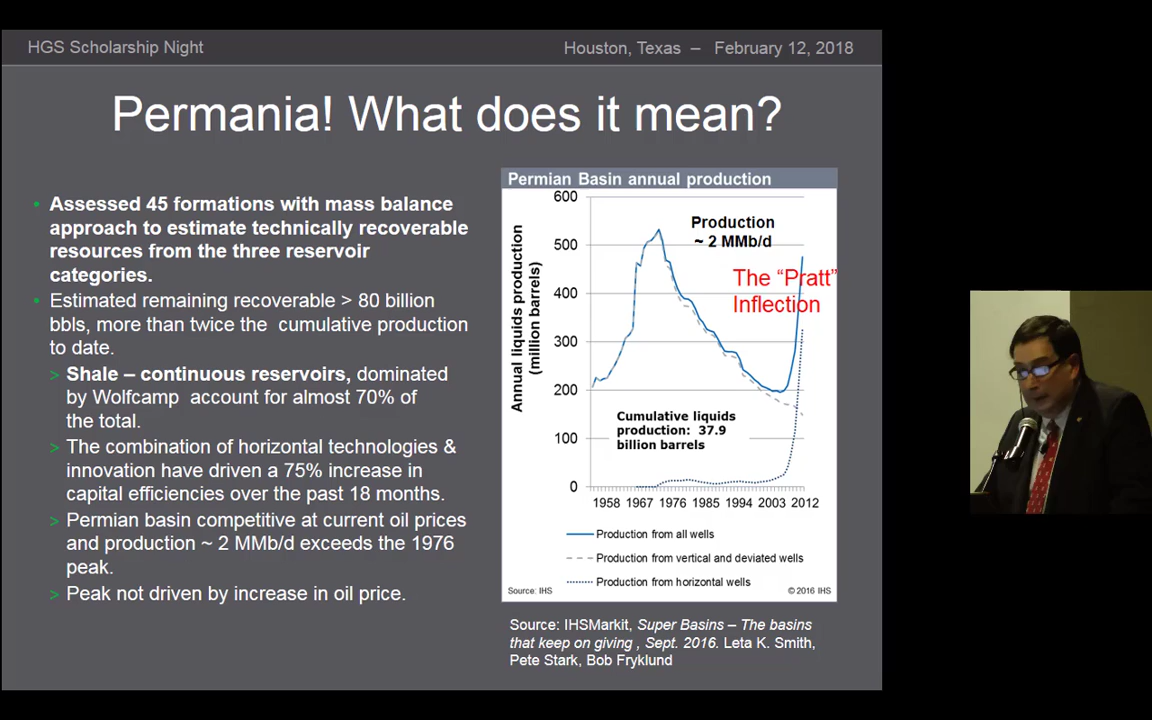 HGS Scholarship Night
Houston, Texas – February 12, 2018
Permania! What does it mean?
• Assessed 45 formations with mass balance
approach to estimate technically recoverable
resources from the three reservoir
categories.
• Estimated remaining recoverable > 80 billion
bbls, more than twice the cumulative production
to date.
> Shale – continuous reservoirs, dominated
by Wolfcamp account for almost 70% of
the total.
> The combination of horizontal technologies &
innovation have driven a 75% increase in
capital efficiencies over the past 18 months.
> Permian basin competitive at current oil prices
and production ~ 2 MMb/d exceeds the 1976
peak.
> Peak not driven by increase in oil price.
Permian Basin annual production
Annual liquids production
(million barrels)
600
500
400
300
200
100
0
Production
~ 2 MMb/d
The "Pratt"
Inflection
Cumulative liquids
production: 37.9
billion barrels
1958 1967 1976 1985 1994 2003 2012
Production from all wells
Production from vertical and deviated wells
Production from horizontal wells
Source: IHS
© 2016 IHS
Source: IHSMarkit, Super Basins – The basins
that keep on giving , Sept. 2016. Leta K. Smith,
Pete Stark, Bob Fryklund